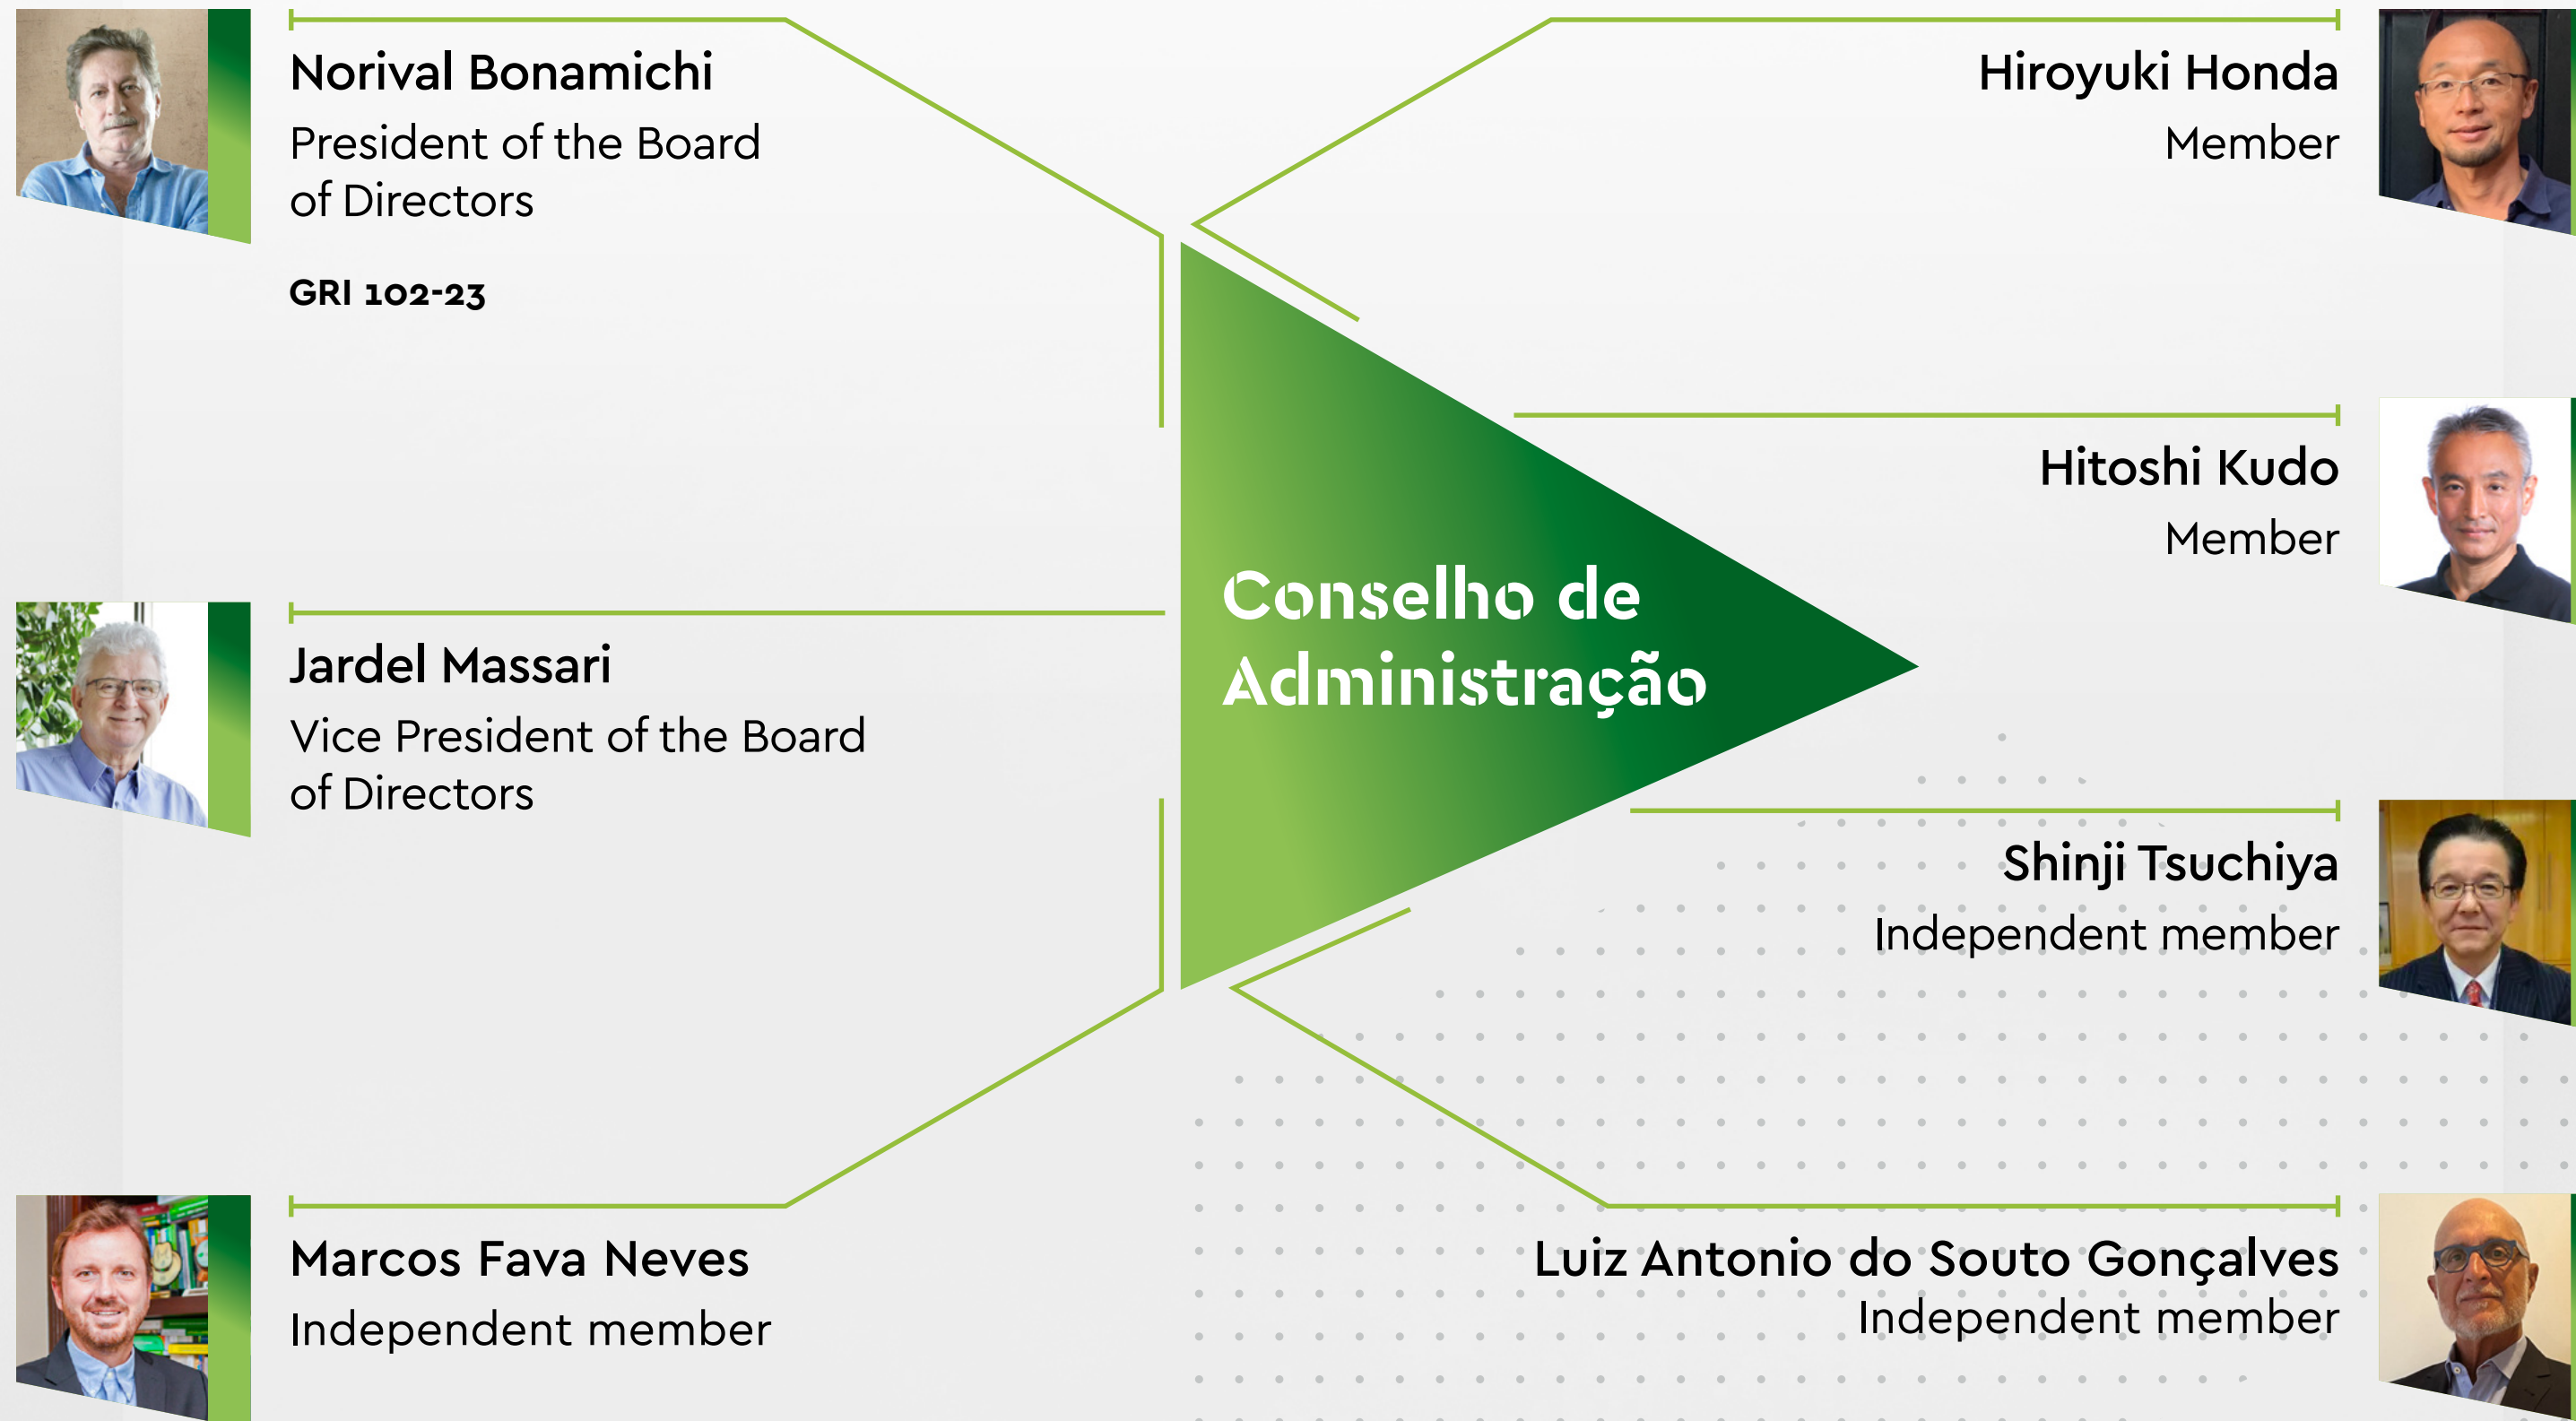 Norival Bonamichi
President of the Board
of Directors
GRI 102-23
Jardel Massari
Vice President of the Board
of Directors
Marcos Fava Neves
Independent member
Conselho de
Administração
Hiroyuki Honda
Member
Hitoshi Kudo
Member
Shinji Tsuchiya
Independent member
Luiz Antonio do Souto Gonçalves
Independent member